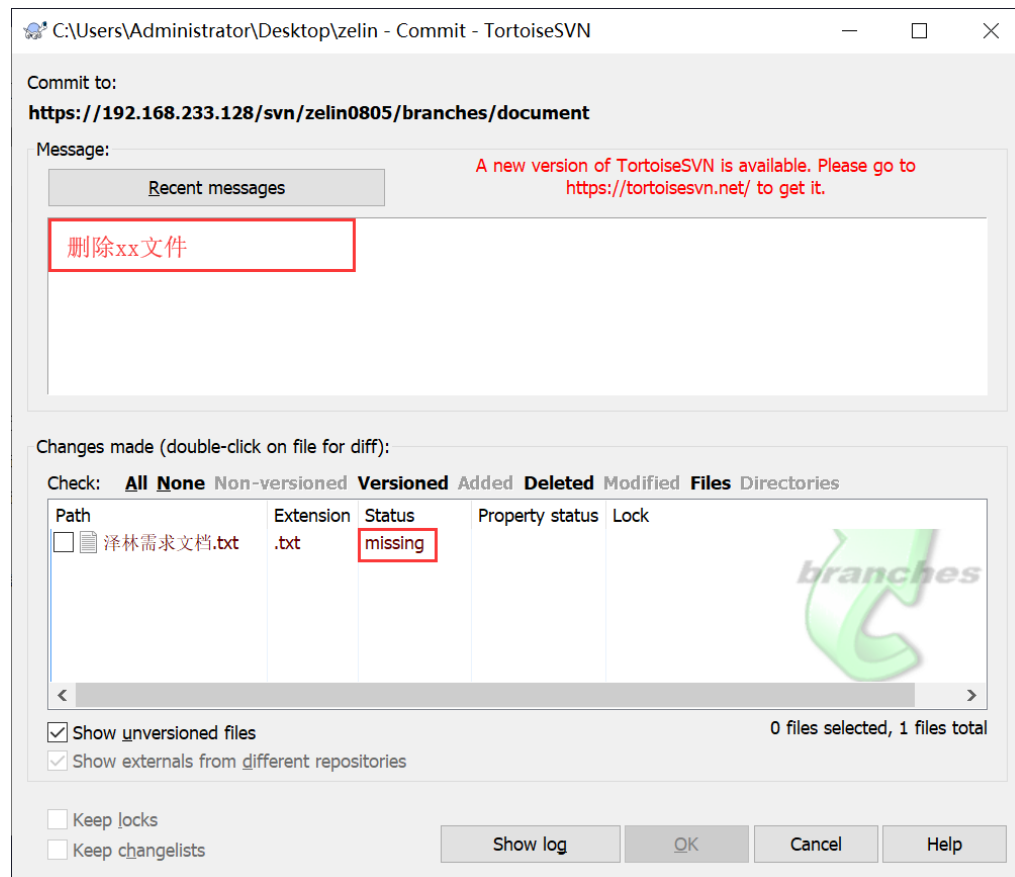 C:\Users\Administrator\Desktop\zelin - Commit - TortoiseSVN
Commit to:
https://192.168.233.128/svn/zelin0805/branches/document
Message:
Recent messages
A new version of TortoiseSVN is available. Please go to
https://tortoisesvn.net/ to get it.
删除xx文件
Changes made (double-click on file for diff):
Check: All None Non-versioned Versioned Added Deleted Modified Files Directories
Path Extension Status Property status Lock
泽林需求文档.txt .txt missing
branches
Show unversioned files
0 files selected, 1 files total
Show externals from different repositories
Keep locks
Keep changelists
Show log OK Cancel Help